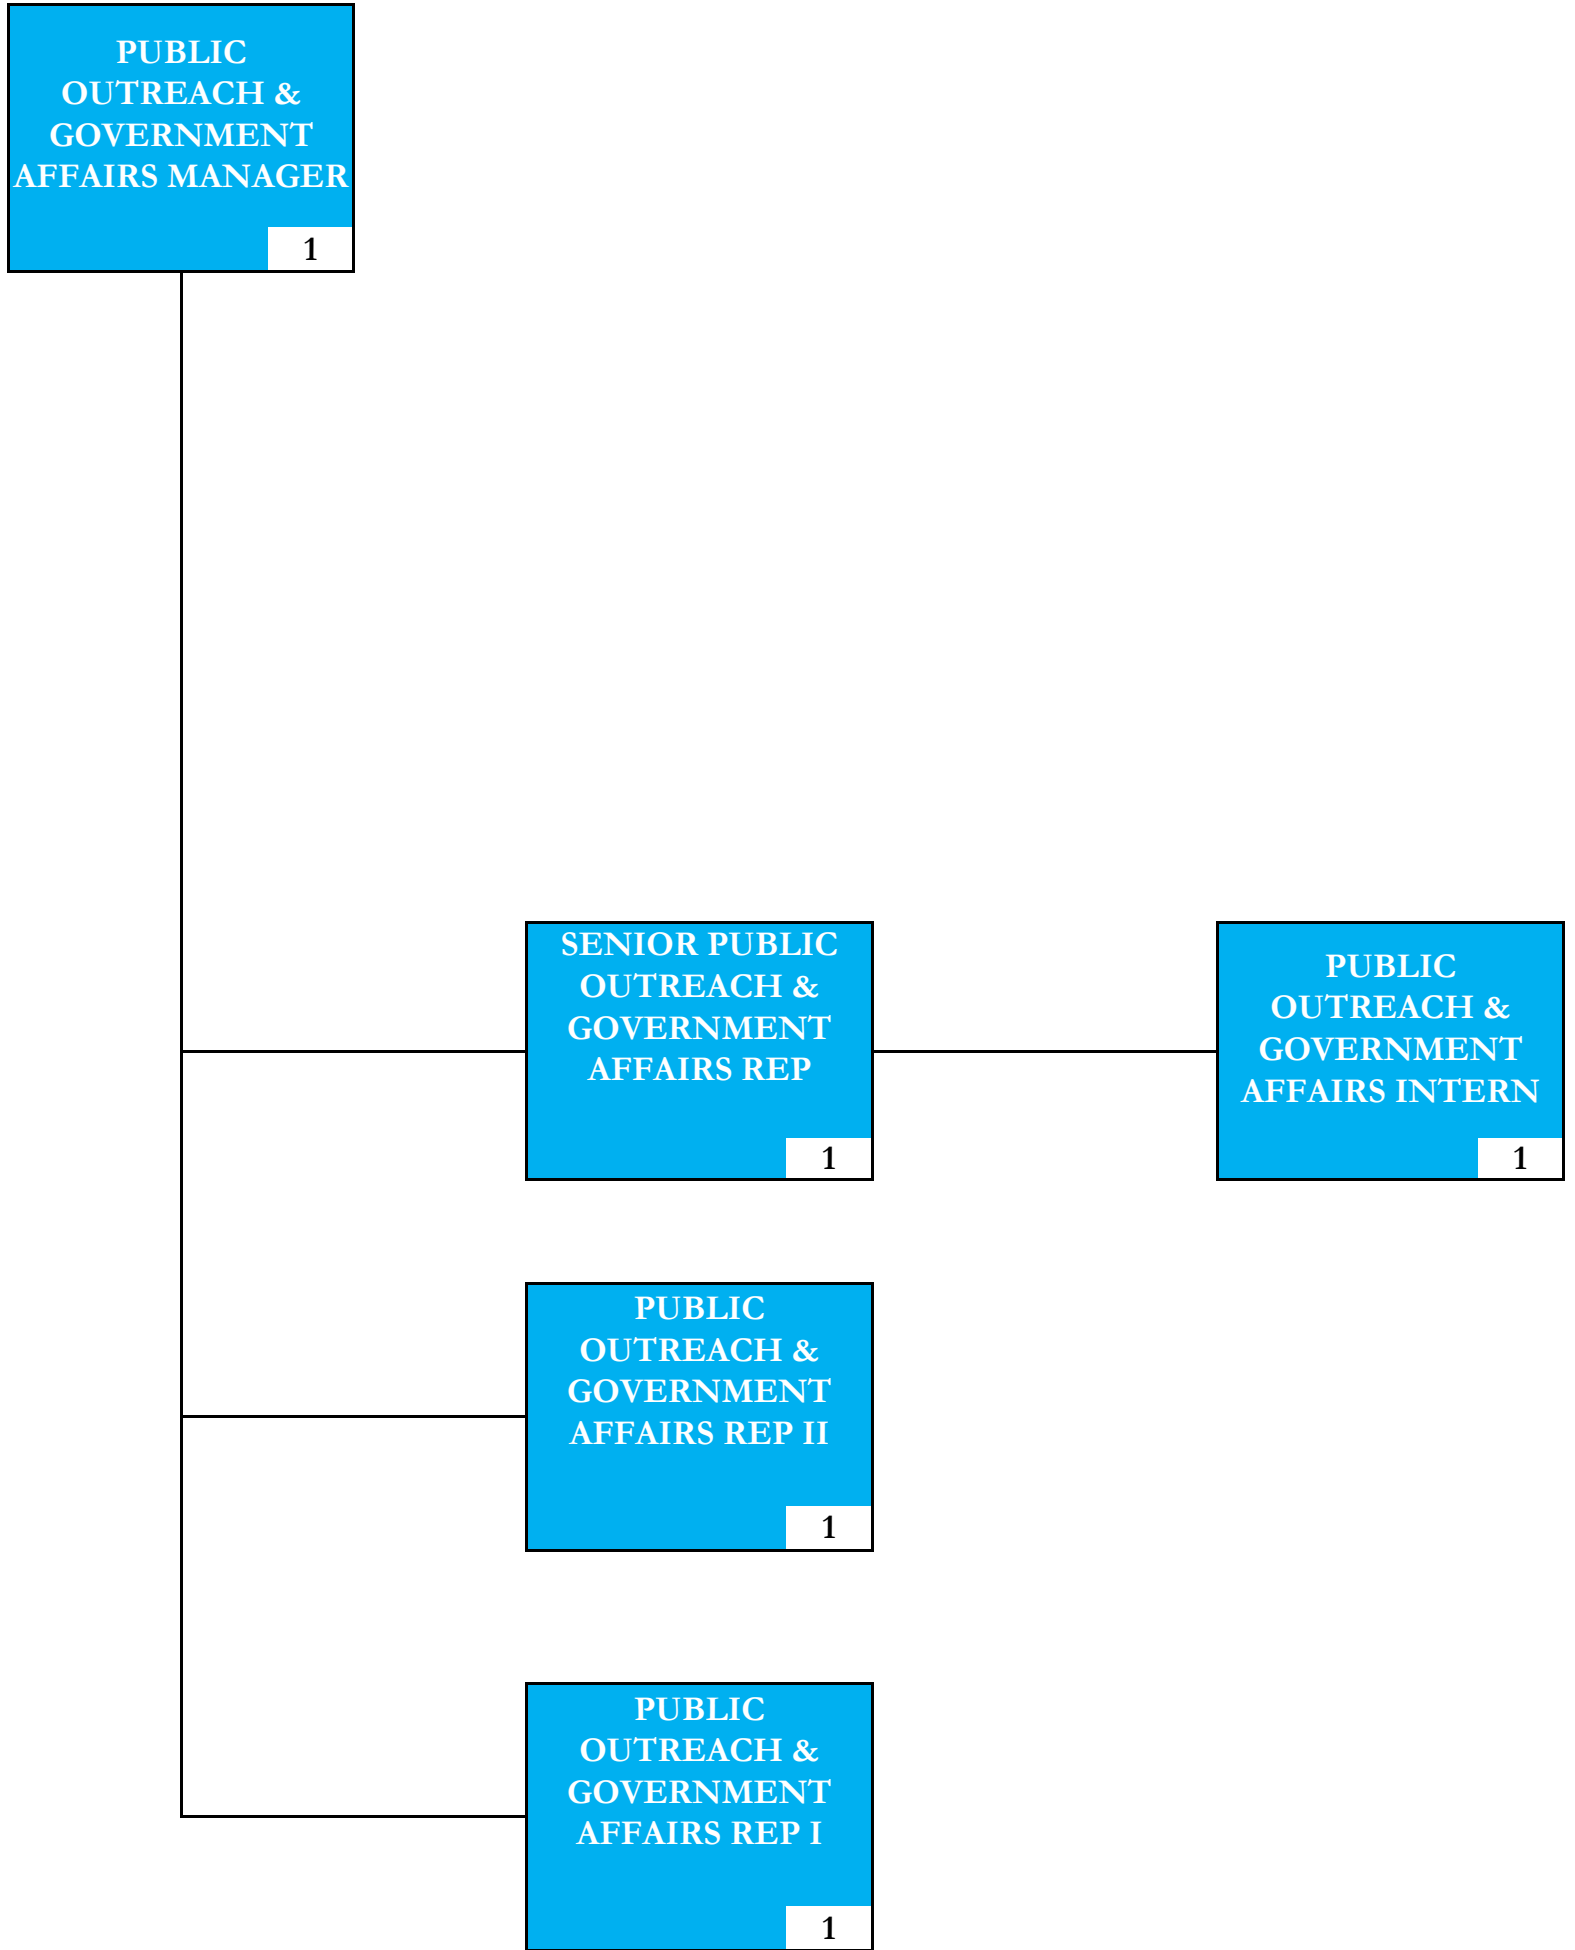 PUBLIC
OUTREACH &
GOVERNMENT
AFFAIRS MANAGER
1
SENIOR PUBLIC
OUTREACH &
GOVERNMENT
AFFAIRS REP
1
PUBLIC
OUTREACH &
GOVERNMENT
AFFAIRS INTERN
1
PUBLIC
OUTREACH &
GOVERNMENT
AFFAIRS REP II
1
PUBLIC
OUTREACH &
GOVERNMENT
AFFAIRS REP I
1